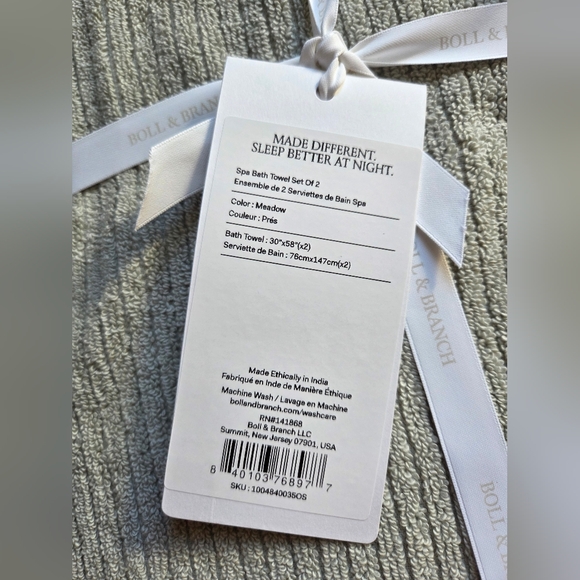 BOLL & B
BOLL & BRANCH
MADE DIFFERENT.
SLEEP BETTER AT NIGHT.
Spa Bath Towel Set Of 2
Ensemble de 2 Serviettes de Bain Spa
Color : Meadow
Couleur : Prés
Bath Towel : 30"x58"(x2)
Serviette de Bain : 76cmx147cm(x2)
Made Ethically in India
Fabriqué en Inde de Manière Éthique
Machine Wash / Lavage en Machine
bollandbranch.com/washcare
RN#141868
Boll & Branch LLC
Summit, New Jersey 07901, USA
8 40103 76897 7
SKU : 1004840035OS
LL & BRANCH
BOLL &